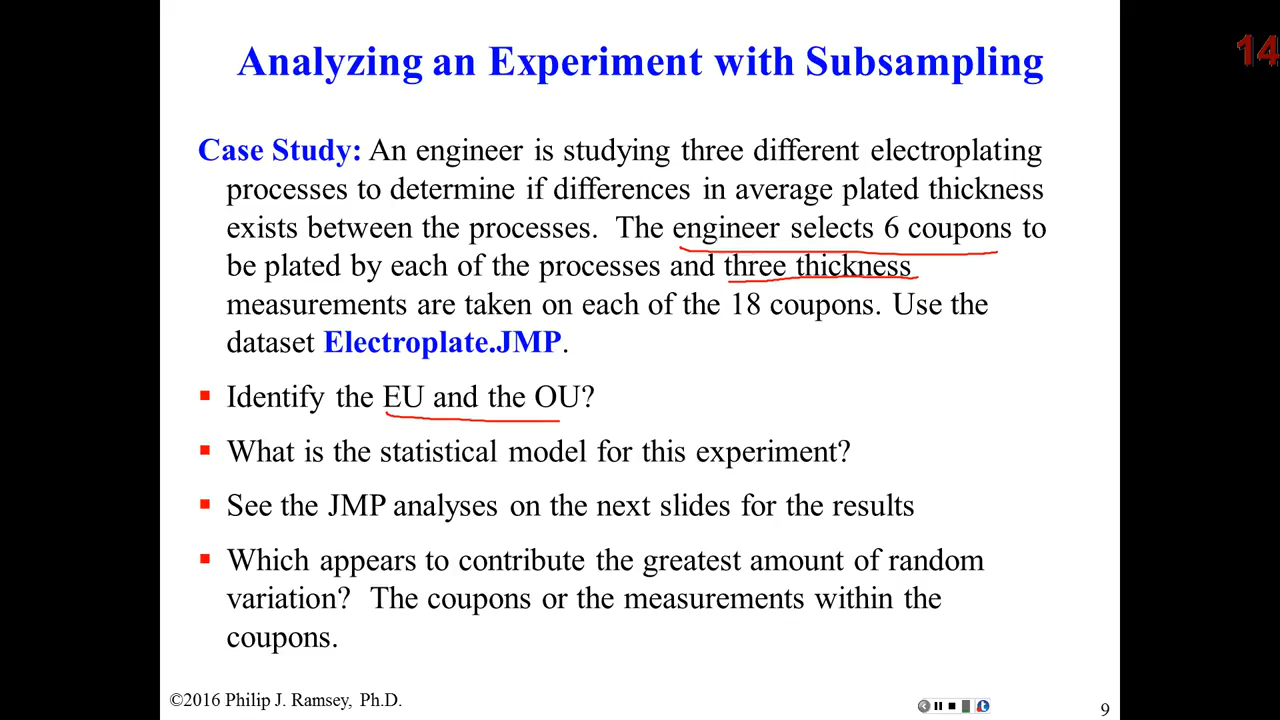 Analyzing an Experiment with Subsampling
14
Case Study: An engineer is studying three different electroplating
processes to determine if differences in average plated thickness
exists between the processes. The engineer selects 6 coupons to
be plated by each of the processes and three thickness
measurements are taken on each of the 18 coupons. Use the
dataset Electroplate.JMP.
▪ Identify the EU and the OU?
▪ What is the statistical model for this experiment?
▪ See the JMP analyses on the next slides for the results
▪ Which appears to contribute the greatest amount of random
variation? The coupons or the measurements within the
coupons.
©2016 Philip J. Ramsey, Ph.D.
9